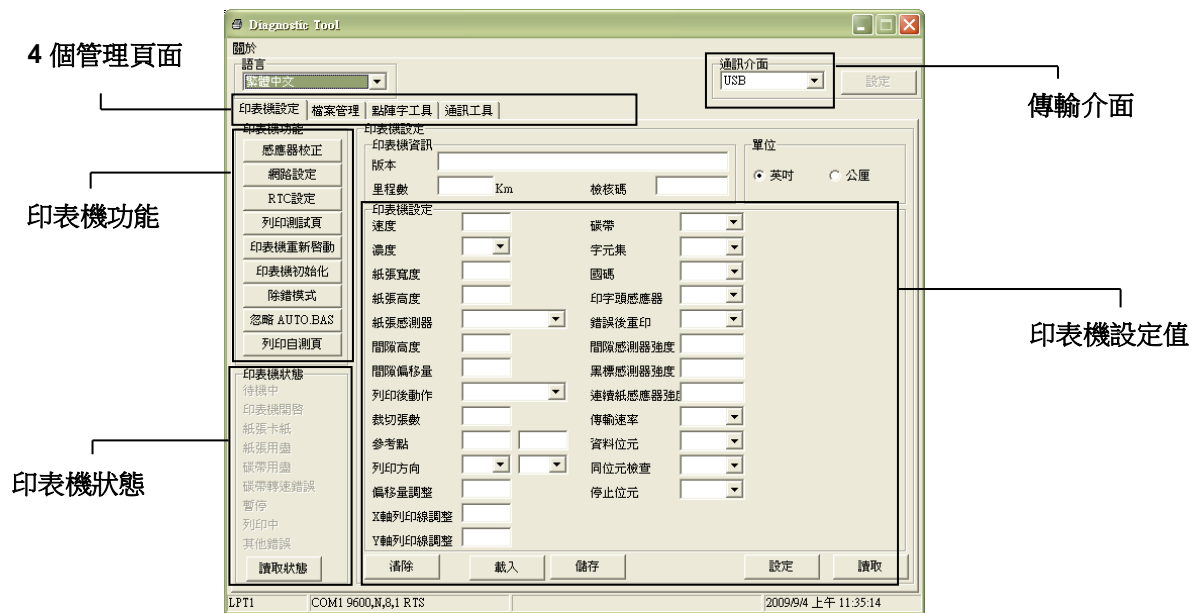 Diagnostic Tool
關於
4 個管理頁面
語言
繁體中文
通訊介面
USB
設定
傳輸介面
印表機設定 檔案管理 點陣字工具 通訊工具
印表機功能
印表機功能
感應器校正
網路設定
RTC設定
列印測試頁
印表機重新啟動
印表機初始化
除錯模式
忽略 AUTO.BAS
列印自測頁
印表機狀態
印表機狀態
待機中
印表機開啟
紙張卡紙
紙張用盡
碳帶用盡
碳帶轉速錯誤
暫停
列印中
其他錯誤
讀取狀態
印表機設定
印表機資訊
版本
里程數 Km 檢核碼
單位
英吋 公厘
印表機設定
印表機設定值
速度 碳帶
濃度 字元集
紙張寬度 國碼
紙張高度 印字頭感應器
紙張感測器 錯誤後重印
間隙高度 間隙感測器強度
間隙偏移量 黑標感測器強度
列印後動作 連續紙感應器強度
裁切張數 傳輸速率
參考點 資料位元
列印方向 同位元檢查
偏移量調整 停止位元
X軸列印線調整
Y軸列印線調整
清除 載入 儲存 設定 讀取
LPT1 COM1 9600,N,8,1 RTS 2009/9/4 上午 11:35:14